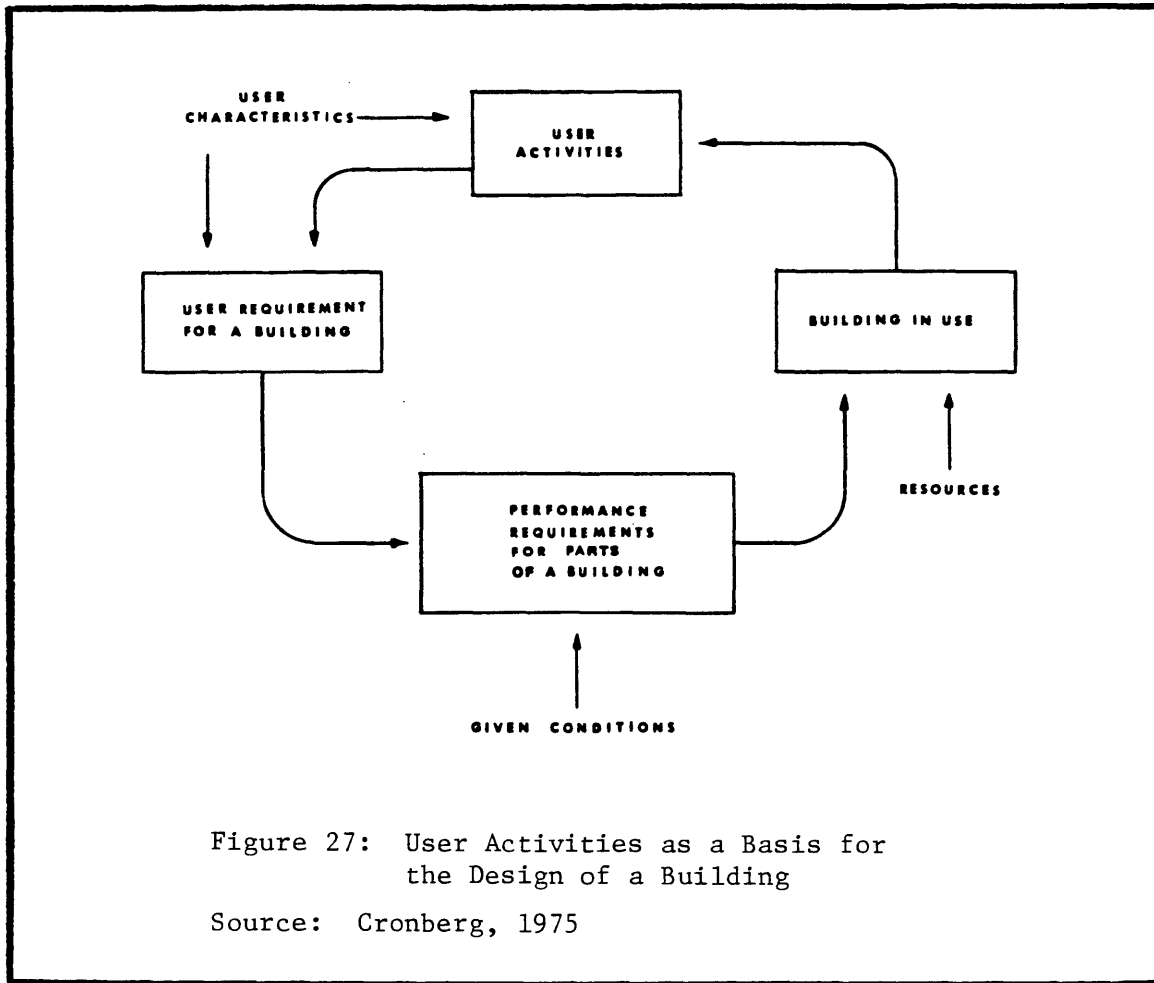 USER
CHARACTERISTICS
USER
ACTIVITIES
USER REQUIREMENT
FOR A BUILDING
BUILDING IN USE
RESOURCES
PERFORMANCE
REQUIREMENTS
FOR PARTS
OF A BUILDING
GIVEN CONDITIONS
Figure 27: User Activities as a Basis for
the Design of a Building
Source: Cronberg, 1975